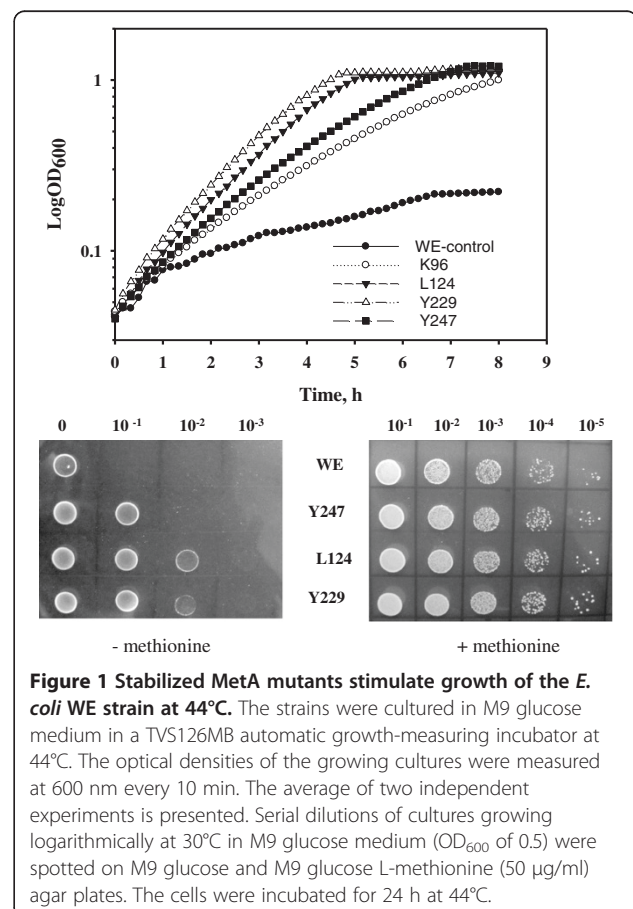 1
LogOD600
0.1
WE-control
K96
L124
Y229
Y247
0 1 2 3 4 5 6 7 8 9
Time, h
0 10-1 10-2 10-3 10-1 10-2 10-3 10-4 10-5
WE
Y247
L124
Y229
- methionine + methionine
Figure 1 Stabilized MetA mutants stimulate growth of the E.
coli WE strain at 44°C. The strains were cultured in M9 glucose
medium in a TVS126MB automatic growth-measuring incubator at
44°C. The optical densities of the growing cultures were measured
at 600 nm every 10 min. The average of two independent
experiments is presented. Serial dilutions of cultures growing
logarithmically at 30°C in M9 glucose medium (OD600 of 0.5) were
spotted on M9 glucose and M9 glucose L-methionine (50 μg/ml)
agar plates. The cells were incubated for 24 h at 44°C.